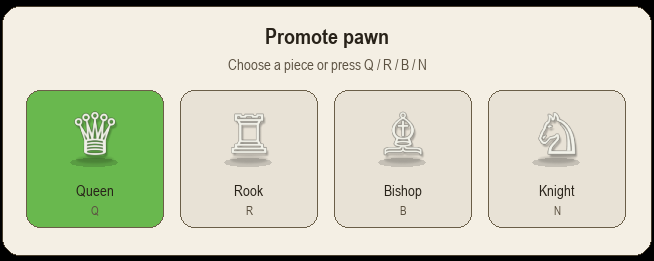 Promote pawn
Choose a piece or press Q / R / B / N
Queen
Q
Rook
R
Bishop
B
Knight
N